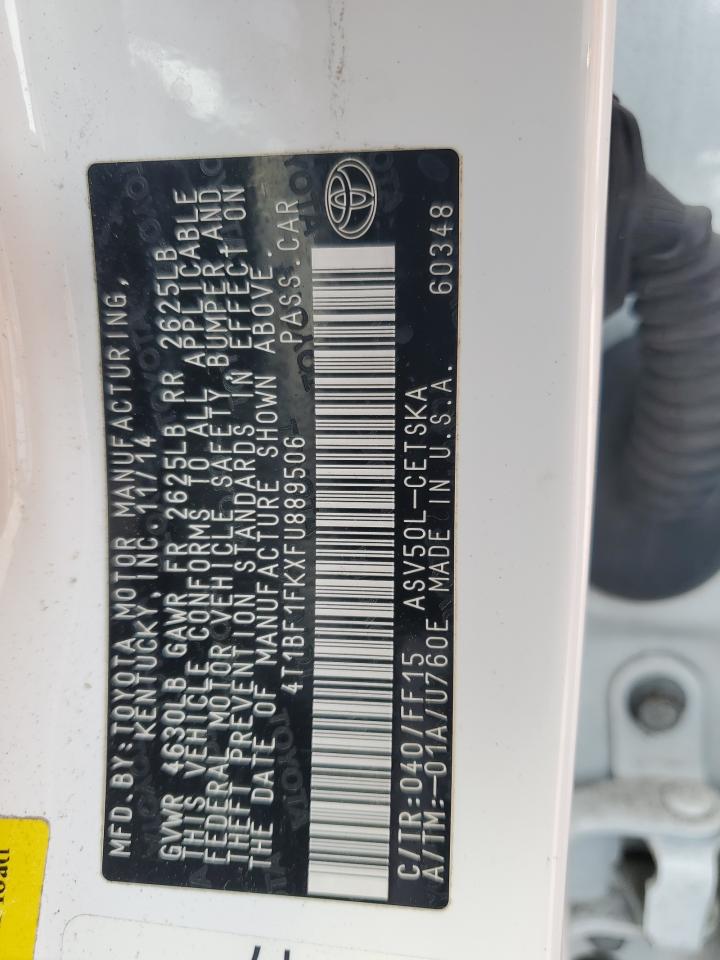 MFD.BY:TOYOTA MOTOR MANUFACTURING,
KENTUCKY, INC. 11/14
GVWR 4630LB GAWR FR 2625LB RR 2625LB
THIS VEHICLE CONFORMS TO ALL APPLICABLE
FEDERAL MOTOR VEHICLE SAFETY, BUMPER AND
THEFT PREVENTION STANDARDS IN EFFECT ON
THE DATE OF MANUFACTURE SHOWN ABOVE.
4T1BF1FKXFU889506 PASS.CAR
C/TR:040/FF15 ASV50L-CETSKA
A/TM:-01A/U760E MADE IN U.S.A. 60348